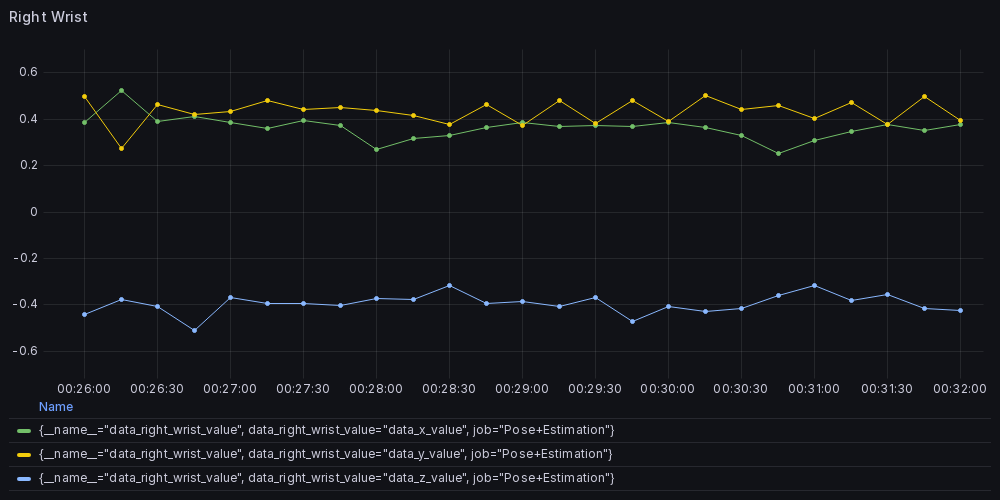 Right Wrist
0.6
0.4
0.2
0
-0.2
-0.4
-0.6
00:26:00 00:26:30 00:27:00 00:27:30 00:28:00 00:28:30 00:29:00 00:29:30 00:30:00 00:30:30 00:31:00 00:31:30 00:32:00
Name
{__name__="data_right_wrist_value", data_right_wrist_value="data_x_value", job="Pose+Estimation"}
{__name__="data_right_wrist_value", data_right_wrist_value="data_y_value", job="Pose+Estimation"}
{__name__="data_right_wrist_value", data_right_wrist_value="data_z_value", job="Pose+Estimation"}